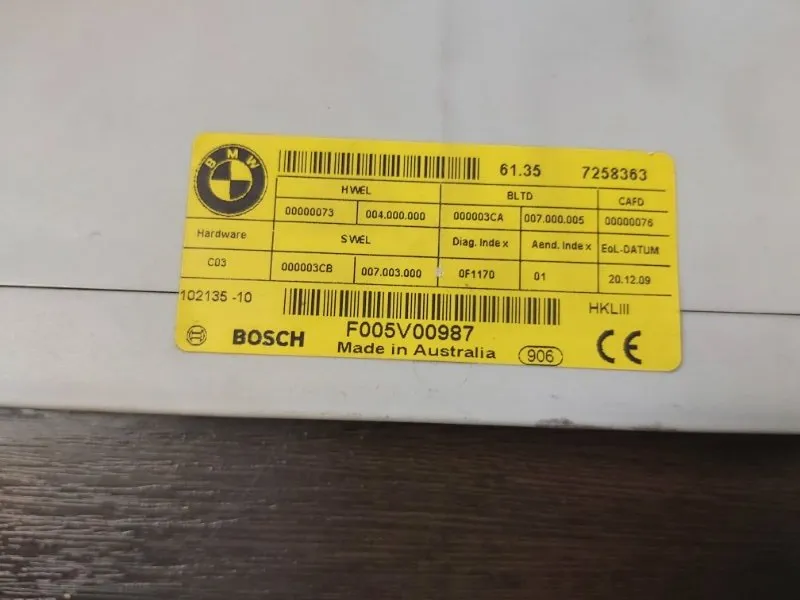 BMW
61.35 7258363
HWEL BLTD CAFD
00000073 004.000.000 000003CA 007.000.005 00000076
Hardware SWEL Diag. Index Aend. Index EoL-DATUM
C03 000003CB 007.003.000 0F1170 01 20.12.09
102135 -10 HKLIII
BOSCH F005V00987
Made in Australia 906 CE